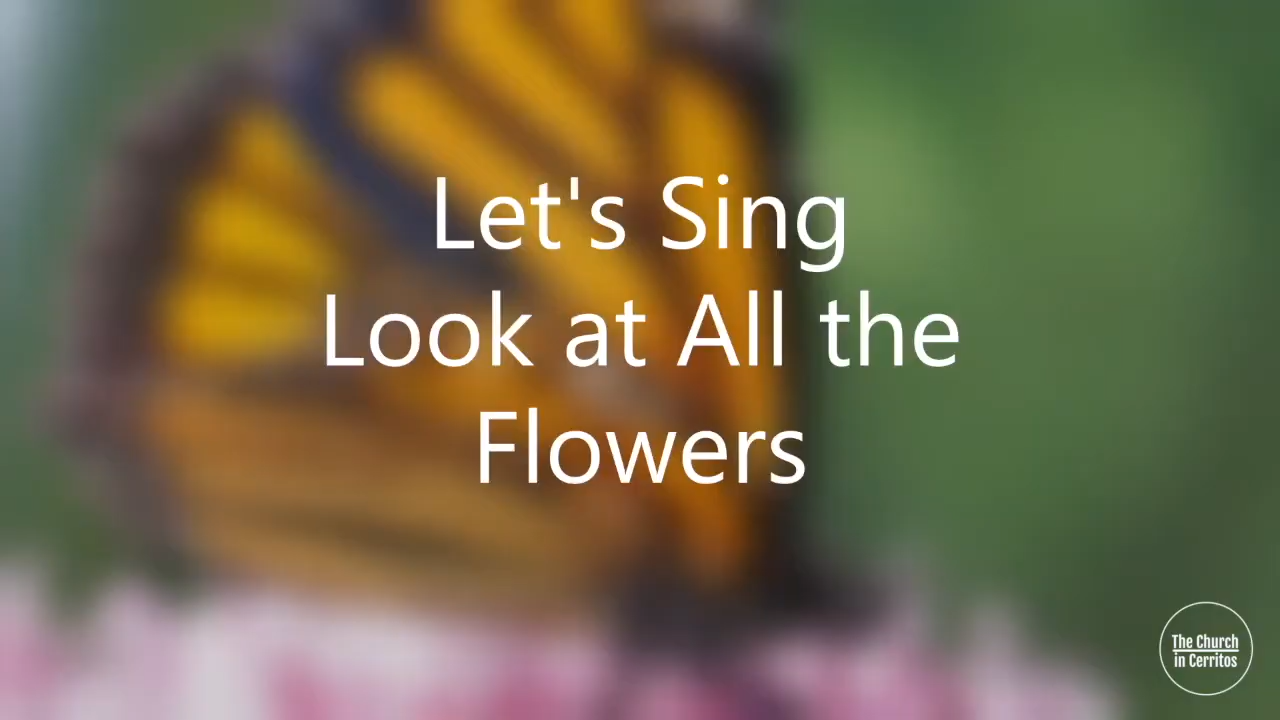 Let's Sing
Look at All the
Flowers
The Church
in Cerritos